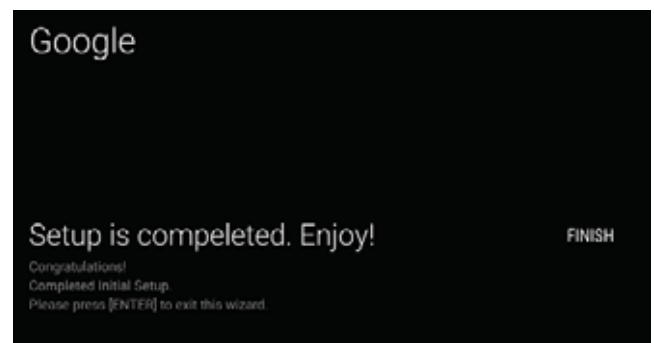 Google
Setup is compeleted. Enjoy!
FINISH
Congratulations!
Completed Initial Setup.
Please press [ENTER] to exit this wizard.